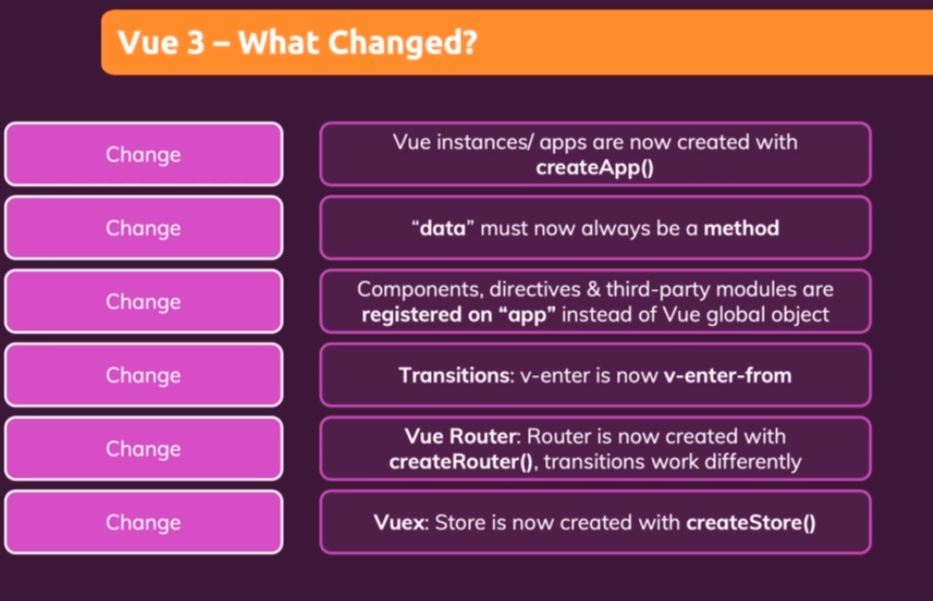 Vue 3 – What Changed?
Change
Vue instances/ apps are now created with
createApp()
Change
“data” must now always be a method
Change
Components, directives & third-party modules are
registered on “app” instead of Vue global object
Change
Transitions: v-enter is now v-enter-from
Change
Vue Router: Router is now created with
createRouter(), transitions work differently
Change
Vuex: Store is now created with createStore()